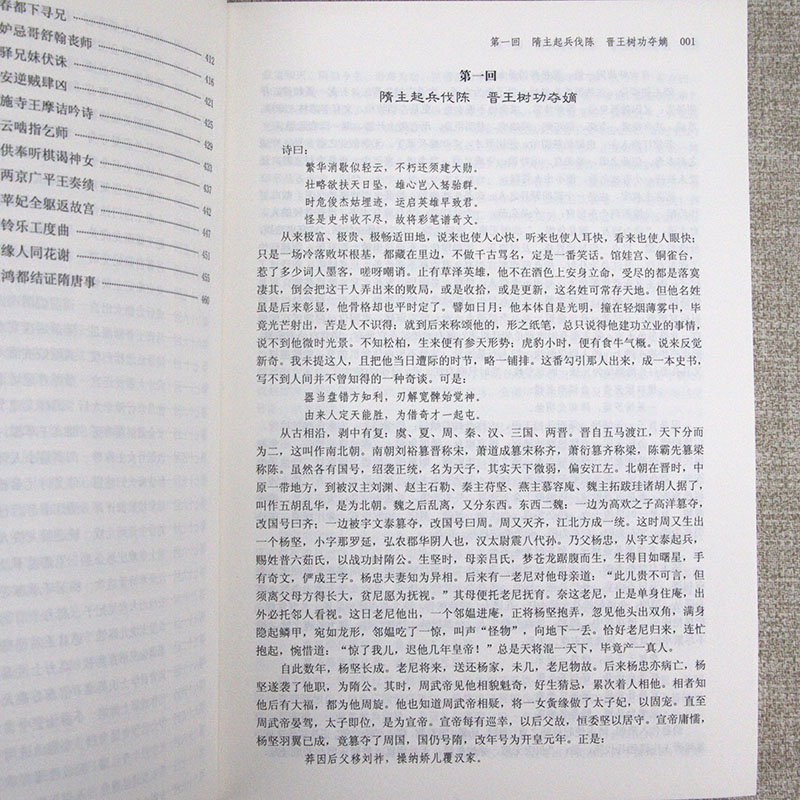 春都下寻兄
妒忌哥舒翰丧师 412
驿兄妹伏诛 416
安逆贼肆凶 421
施寺王摩诘吟诗 425
云啮指乞师 429
供奉听棋谒神女 433
两京广平王奏绩 437
苹妃全躯返故宫 442
铃乐工度曲 447
缘人同花谢 451
鸿都结证隋唐事 456
460
第一回 隋主起兵伐陈 晋王树功夺嫡 001
第一回
隋主起兵伐陈 晋王树功夺嫡
诗曰:
繁华消歇似轻云,不朽还须建大勋。
壮略欲扶天日坠,雄心岂入驽骀群。
时危俊杰姑埋迹,运启英雄早致君。
怪是史书收不尽,故将彩笔谱奇文。
从来极富、极贵、极畅适田地,说来也使人心快,听来也使人耳快,看来也使人眼快;
只是一场冷落败坏根基,都藏在里边,不做千古骂名,定是一番笑话。馆娃宫、铜雀台,
惹了多少词人墨客,嗟呀嘲诮。止有草泽英雄,他不在酒色上安身立命,受尽的都是落寞
凄其,倒会把这干人弄出来的败局,或是收拾,或是更新,这名姓可常存天地。但他名姓
虽是后来彰显,他骨格却也平时定了。譬如日月:他本体自是光明,撞在轻烟薄雾中,毕
竟光芒射出,苦是人不识得;就到后来称颂他的,形之纸笔,总只说得他建功立业的事情,
说不到他微时光景。不知松柏,生来便有参天形势;虎豹小时,便有食牛气概。说来反觉
新奇。我未提这人,且把他当日遭际的时节,略一铺排。这番勾引那人出来,成一本史书,
写不到人间并不曾知得的一种奇谈。可是:
器当盘错方知利,刃解宽髀始觉神。
由来人定天能胜,为借奇才一起屯。
从古相沿,剥中有复:虞、夏、周、秦、汉、三国、两晋。晋自五马渡江,天下分而
为二,这叫作南北朝。南朝刘裕篡晋称宋,萧道成篡宋称齐,萧衍篡齐称梁,陈霸先篡梁
称陈。虽然各有国号,绍袭正统,名为天子,其实天下微弱,偏安江左。北朝在晋时,中
原一带地方,到被汉主刘渊、赵主石勒、秦主苻坚、燕主慕容廆、魏主拓跋珪诸胡人据了,
叫作五胡乱华,是为北朝。魏之后乱离,又分东西。东西二魏:一边为高欢之子高洋篡夺,
改国号曰齐;一边被宇文泰篡夺,改国号曰周。周又灭齐,江北方成一统。这时周又生出
一个杨坚,小字那罗延,弘农郡华阴人也,汉太尉震八代孙。乃父杨忠,从宇文泰起兵,
赐姓普六茹氏,以战功封隋公。生坚时,母亲吕氏,梦苍龙踞腹而生,生得目如曙星,手
有奇文,俨成王字。杨忠夫妻知为异相。后来有一老尼对他母亲道:“此儿贵不可言,但
须离父母方得长大,贫尼愿为抚视。”其母便托老尼抚育。奈这老尼,止是单身住庵,出
外必托邻人看视。这日老尼他出,一个邻媪进庵,正将杨坚抱弄,忽见他头出双角,满身
隐起鳞甲,宛如龙形,邻媪吃了一惊,叫声“怪物”,向地下一丢。恰好老尼归来,连忙
抱起,惋惜道:“惊了我儿,迟他几年皇帝!”总是天将混一天下,毕竟产一真人。
自此数年,杨坚长成。老尼将来,送还杨家,未几,老尼物故。后来杨忠亦病亡,杨
坚遂袭了他职,为隋公。其时,周武帝见他相貌魁奇,好生猜忌,累次着人相他。相者知
他后有大福,都为他周旋。他也知道周武帝相疑,将一女夤缘做了太子妃,以固宠。直至
周武帝晏驾,太子即位,是为宣帝。宣帝每有巡幸,以后父故,恒委坚以居守。宣帝庸懦,
杨坚羽翼已成,竟篡夺了周国,国仍号隋,改年号为开皇元年。正是:
莽因后父移刘祚,操纳娇儿覆汉家。